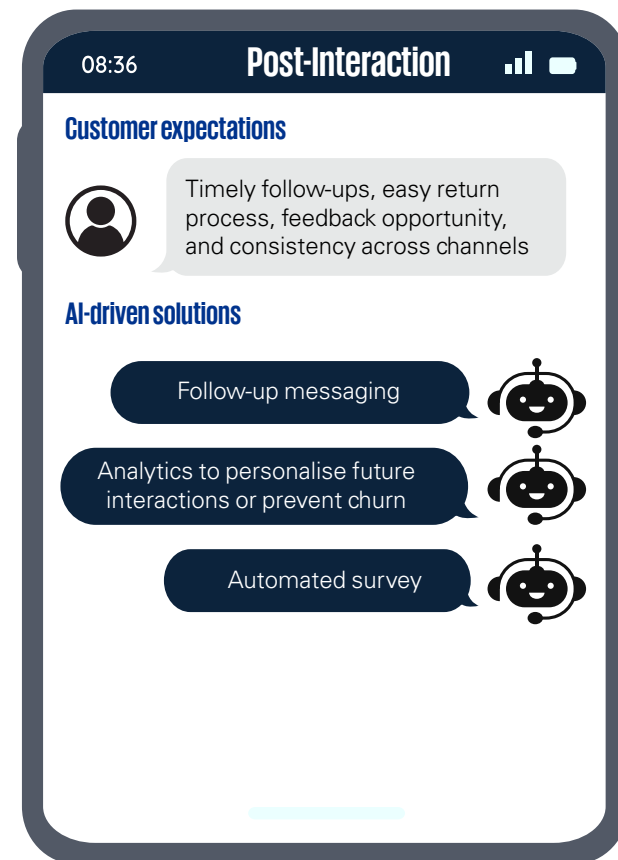 08:36
Post-Interaction
Customer expectations
Timely follow-ups, easy return
process, feedback opportunity,
and consistency across channels
AI-driven solutions
Follow-up messaging
Analytics to personalise future
interactions or prevent churn
Automated survey